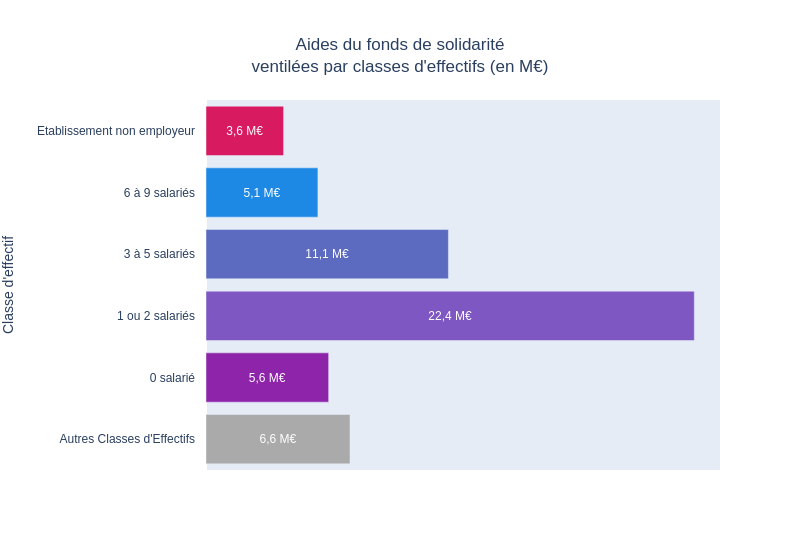 Aides du fonds de solidarité
ventilées par classes d'effectifs (en M€)
Classe d'effectif
Etablissement non employeur
3,6 M€
6 à 9 salariés
5,1 M€
3 à 5 salariés
11,1 M€
1 ou 2 salariés
22,4 M€
0 salarié
5,6 M€
Autres Classes d'Effectifs
6,6 M€